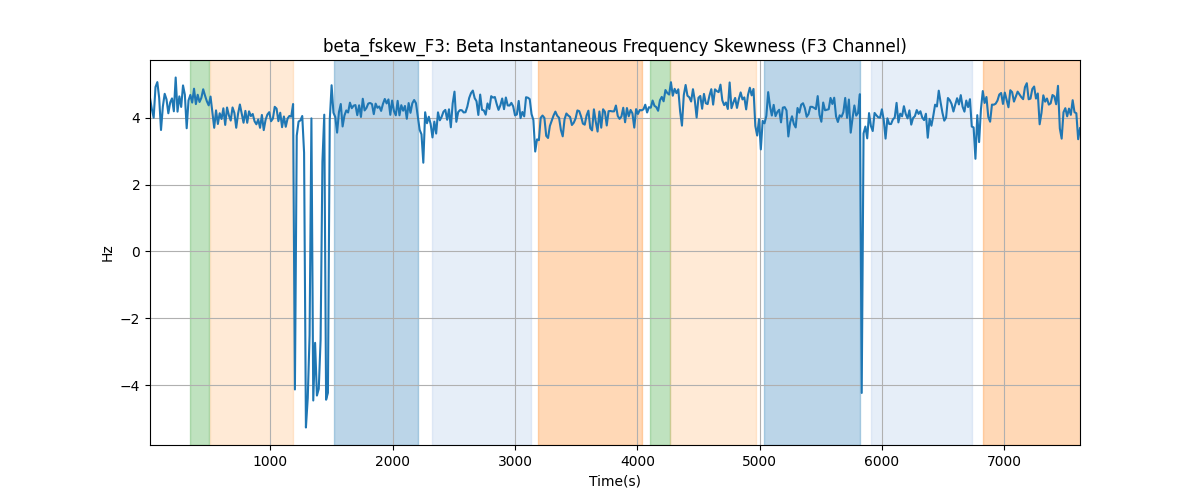 beta_fskew_F3: Beta Instantaneous Frequency Skewness (F3 Channel)
4
2
0
−2
−4
Hz
1000 2000 3000 4000 5000 6000 7000
Time(s)